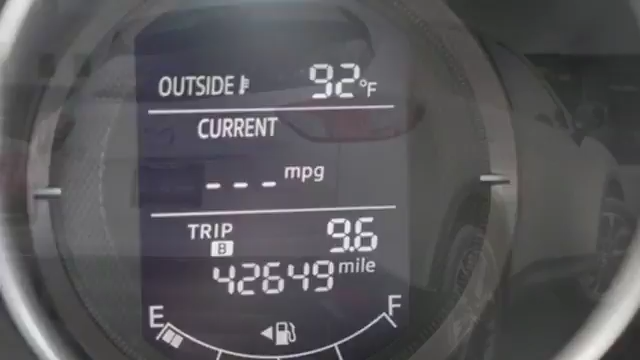 OUTSIDE 92°F
CURRENT
--- mpg
TRIP B 9.6
42649 mile
E F